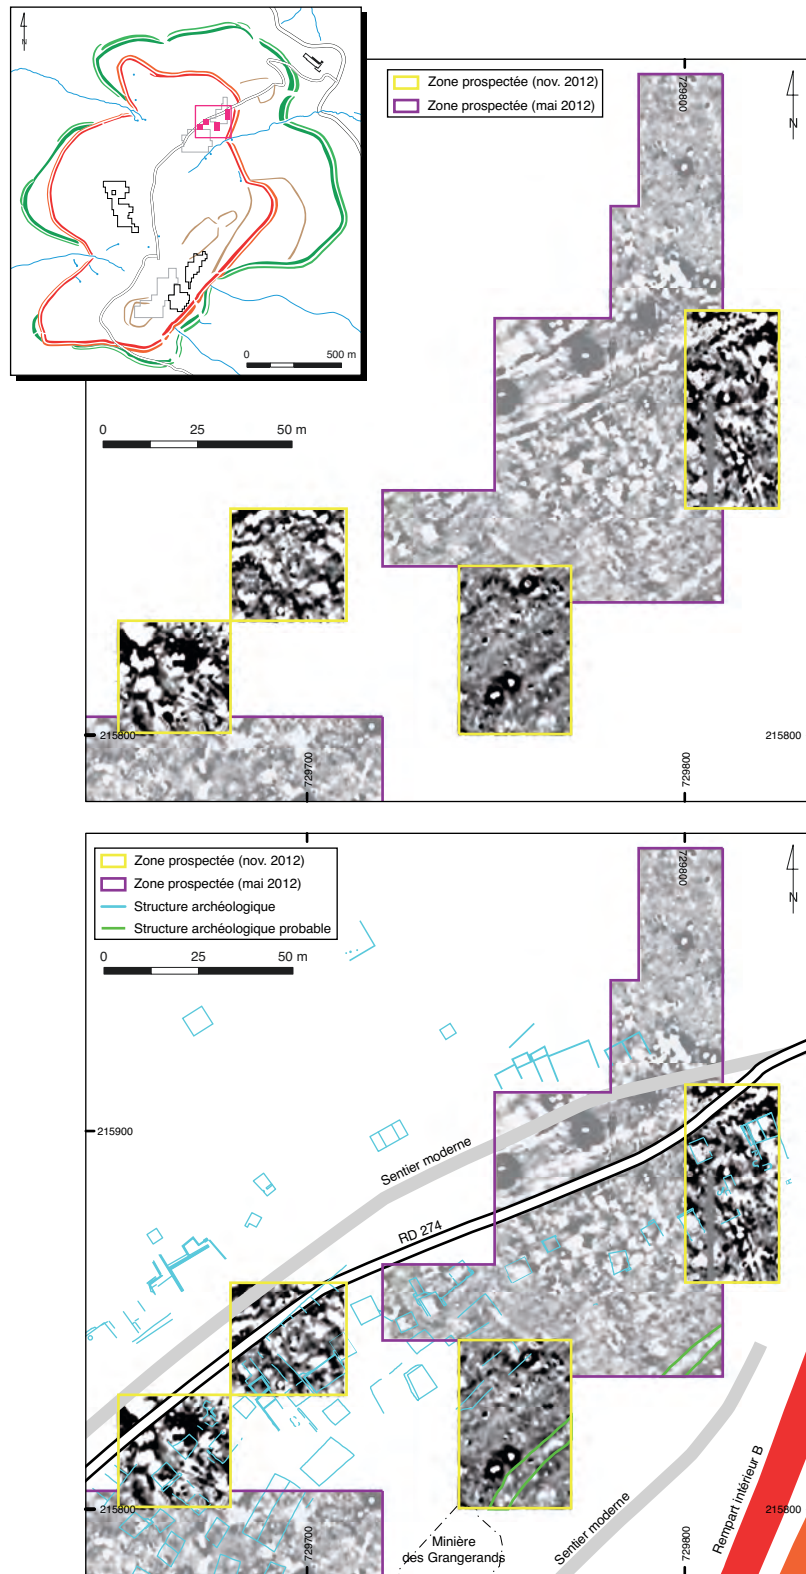 N
0 500 m
Zone prospectée (nov. 2012)
Zone prospectée (mai 2012)
729800
N
0 25 50 m
215800
215800
729700
729800
Zone prospectée (nov. 2012)
Zone prospectée (mai 2012)
Structure archéologique
Structure archéologique probable
729800
N
0 25 50 m
215900
Sentier moderne
RD 274
Rempart intérieur B
215800
215800
Sentier moderne
Minière
des Grangerands
729700
729800